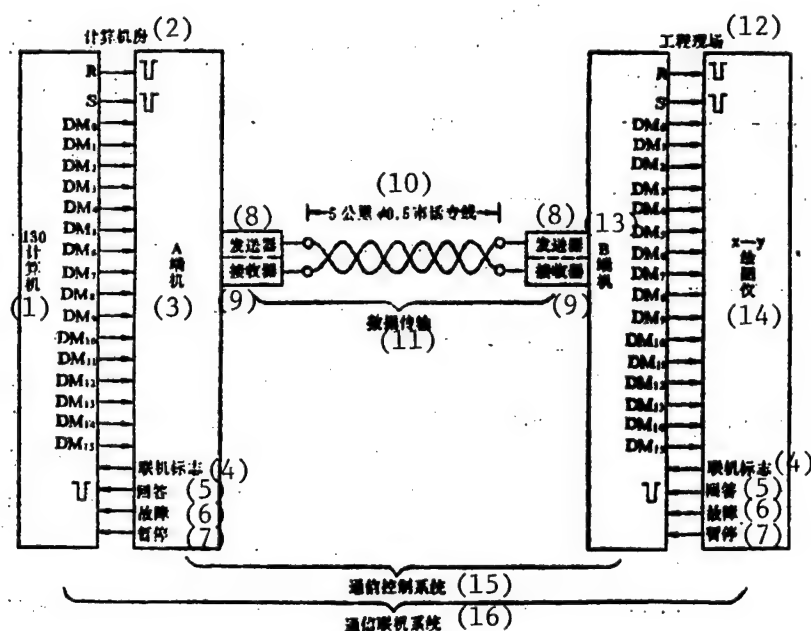 计算机房 (2)
工程现场 (12)
R
S
DM₀
DM₁
DM₂
DM₃
DM₄
DM₅
DM₆
DM₇
DM₈
DM₉
DM₁₀
DM₁₁
DM₁₂
DM₁₃
DM₁₄
DM₁₅
130计算机
(1)
A端机
(3)
联机标志 (4)
回答 (5)
故障 (6)
暂停 (7)
(8)
发送器
接收器
(9)
(10)
5公里 φ0.5市话专线
数据传输
(11)
(8)
发送器
接收器
(9)
(13)
B端机
R
S
DM₀
DM₁
DM₂
DM₃
DM₄
DM₅
DM₆
DM₇
DM₈
DM₉
DM₁₀
DM₁₁
DM₁₂
DM₁₃
DM₁₄
DM₁₅
x—y绘图仪
(14)
联机标志 (4)
回答 (5)
故障 (6)
暂停 (7)
通信控制系统 (15)
通信联机系统 (16)